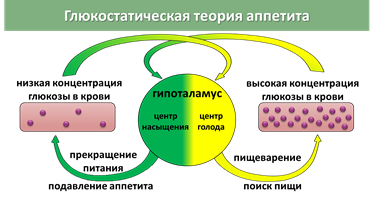 Глюкостатическая теория аппетита
низкая концентрация
глюкозы в крови
гипоталамус
центр
насыщения
центр
голода
высокая концентрация
глюкозы в крови
прекращение
питания
подавление аппетита
пищеварение
поиск пищи